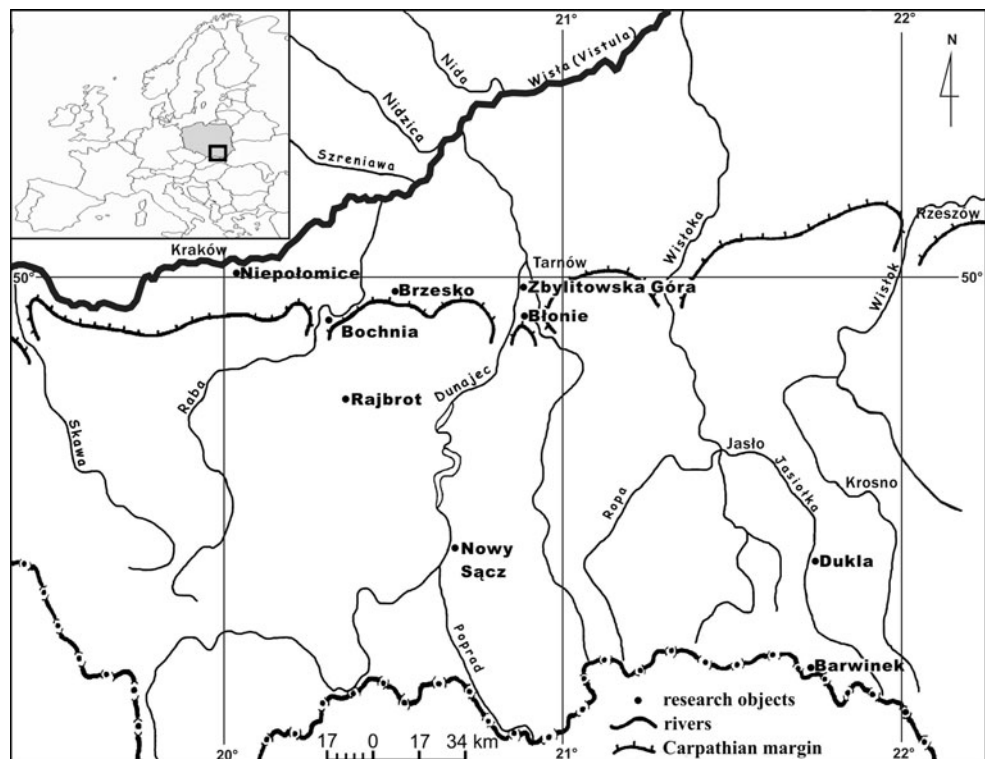 21°
22°
N
Nida
Wisła (Vistula)
Nidzica
Szreniawa
Kraków
Rzeszów
Wisłoka
Tarnów
Wisłok
50°
Niepołomice
Zbylitowska Góra
50°
Brzesko
Błonie
Bochnia
Raba
Dunajec
Rajbrot
Skawa
Jasło
Jasiołka
Krosno
Ropa
Nowy
Sącz
Dukla
Poprad
Barwinek
research objects
rivers
Carpathian margin
20°
17 0 17 34 km
21°
22°